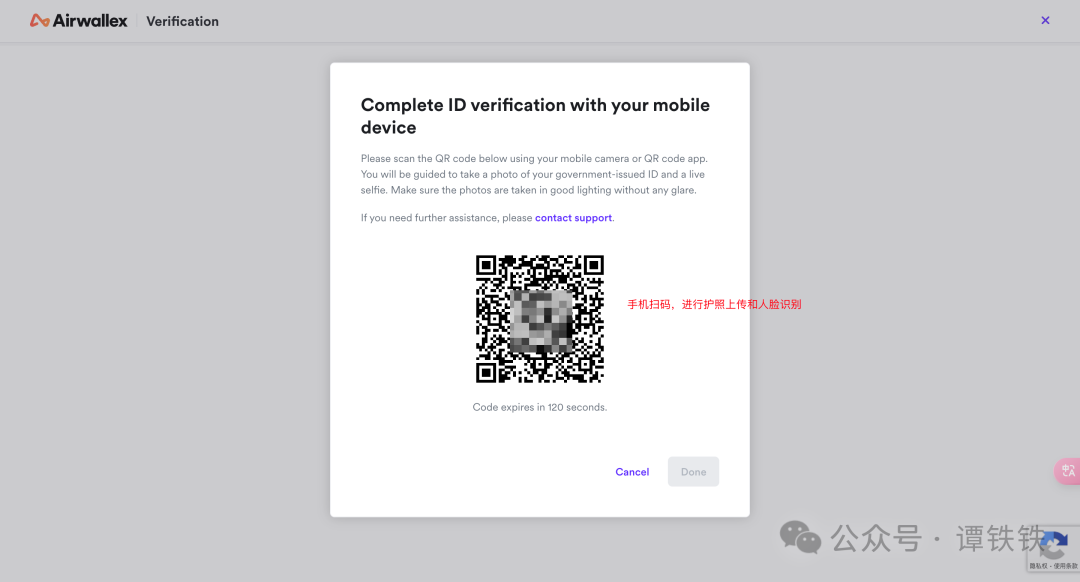 Airwallex Verification
Complete ID verification with your mobile
device
Please scan the QR code below using your mobile camera or QR code app.
You will be guided to take a photo of your government-issued ID and a live
selfie. Make sure the photos are taken in good lighting without any glare.
If you need further assistance, please contact support.
手机扫码，进行护照上传和人脸识别
Code expires in 120 seconds.
Cancel Done
中A
公众号 · 谭铁铁
隐私权 - 使用条款